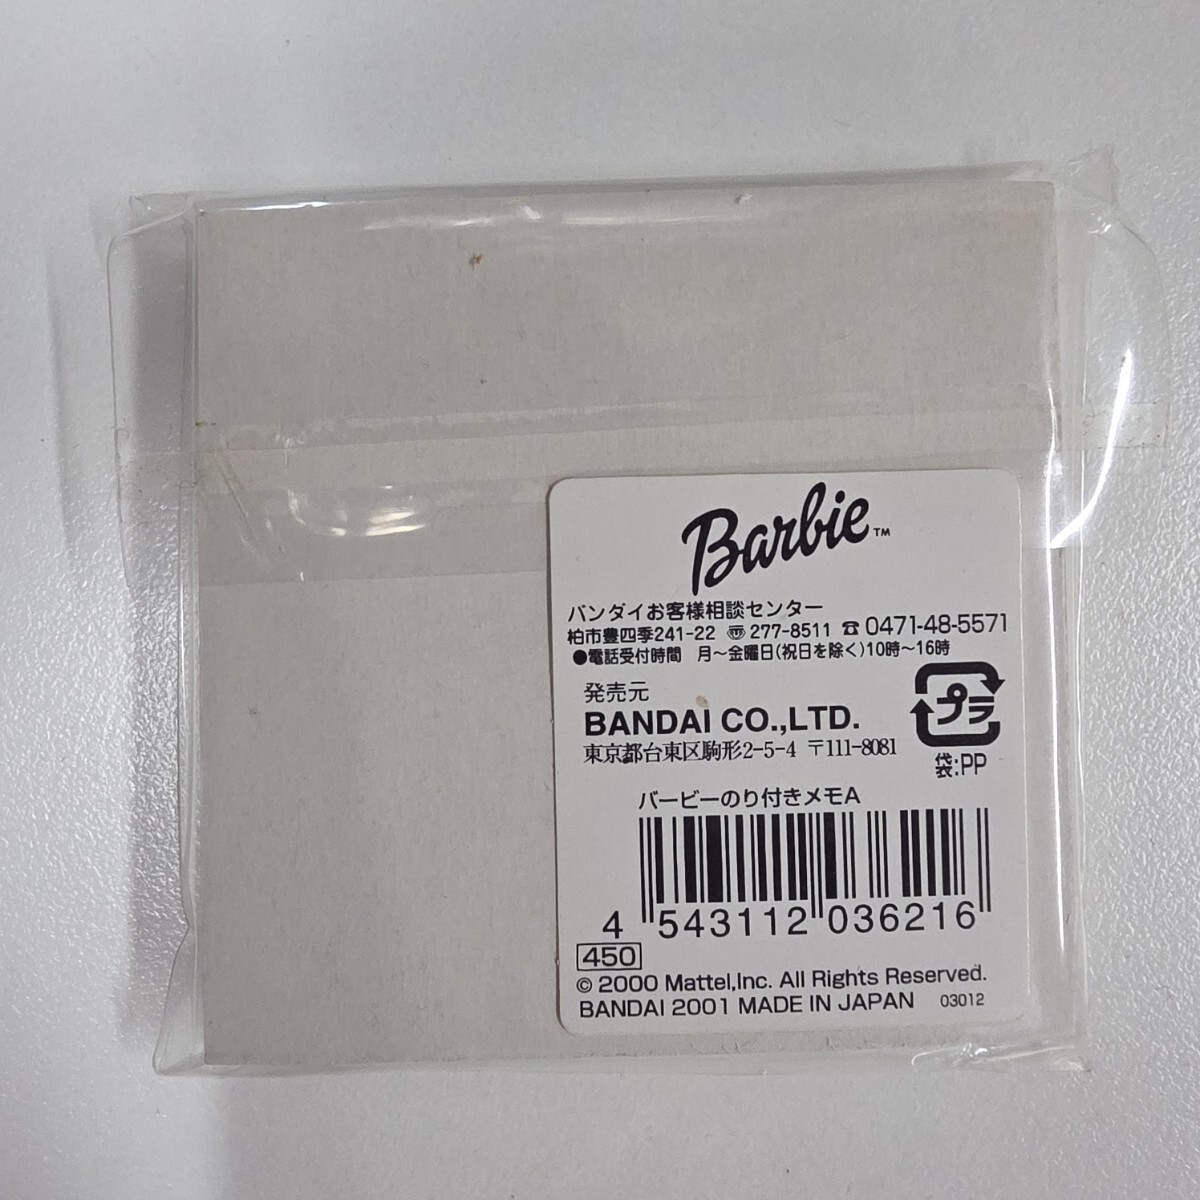 Barbie™
バンダイお客様相談センター
柏市豊四季241-22 〠277-8511 ☎0471-48-5571
●電話受付時間 月～金曜日(祝日を除く)10時～16時
発売元
BANDAI CO.,LTD.
東京都台東区駒形2-5-4 〒111-8081
プラ
袋:PP
バービーのり付きメモA
4 543112 036216
450
© 2000 Mattel,Inc. All Rights Reserved.
BANDAI 2001 MADE IN JAPAN 03012